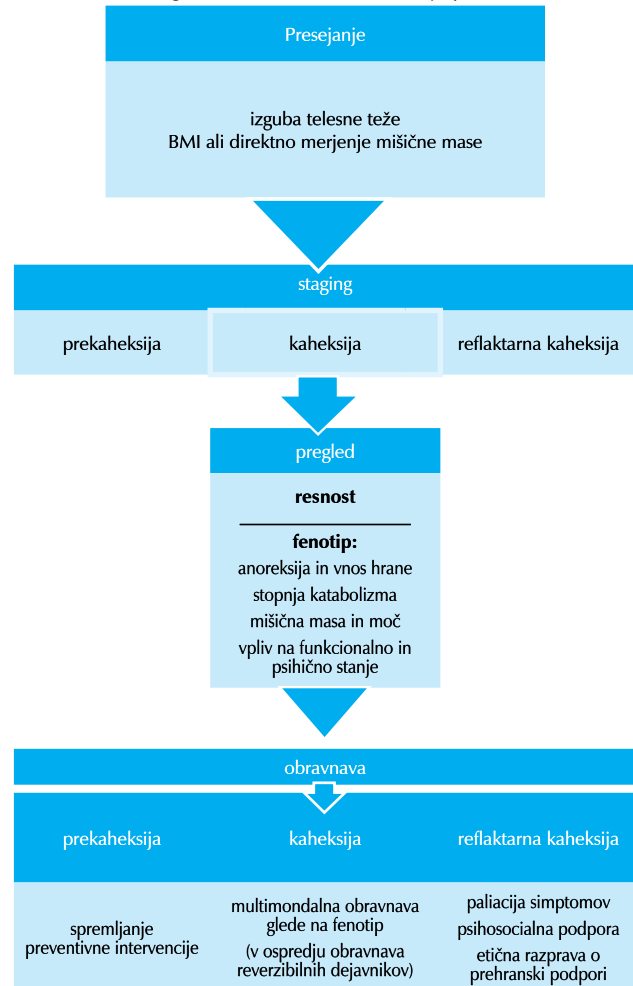 Presejanje
izguba telesne teže
BMI ali direktno merjenje mišične mase
staging
prekaheksija
kaheksija
reflaktarna kaheksija
pregled
resnost
fenotip:
anoreksija in vnos hrane
stopnja katabolizma
mišična masa in moč
vpliv na funkcionalno in
psihično stanje
obravnava
prekaheksija
kaheksija
reflaktarna kaheksija
spremljanje
preventivne intervencije
multimondalna obravnava
glede na fenotip
(v ospredju obravnava
reverzibilnih dejavnikov)
paliacija simptomov
psihosocialna podpora
etična razprava o
prehranski podpori